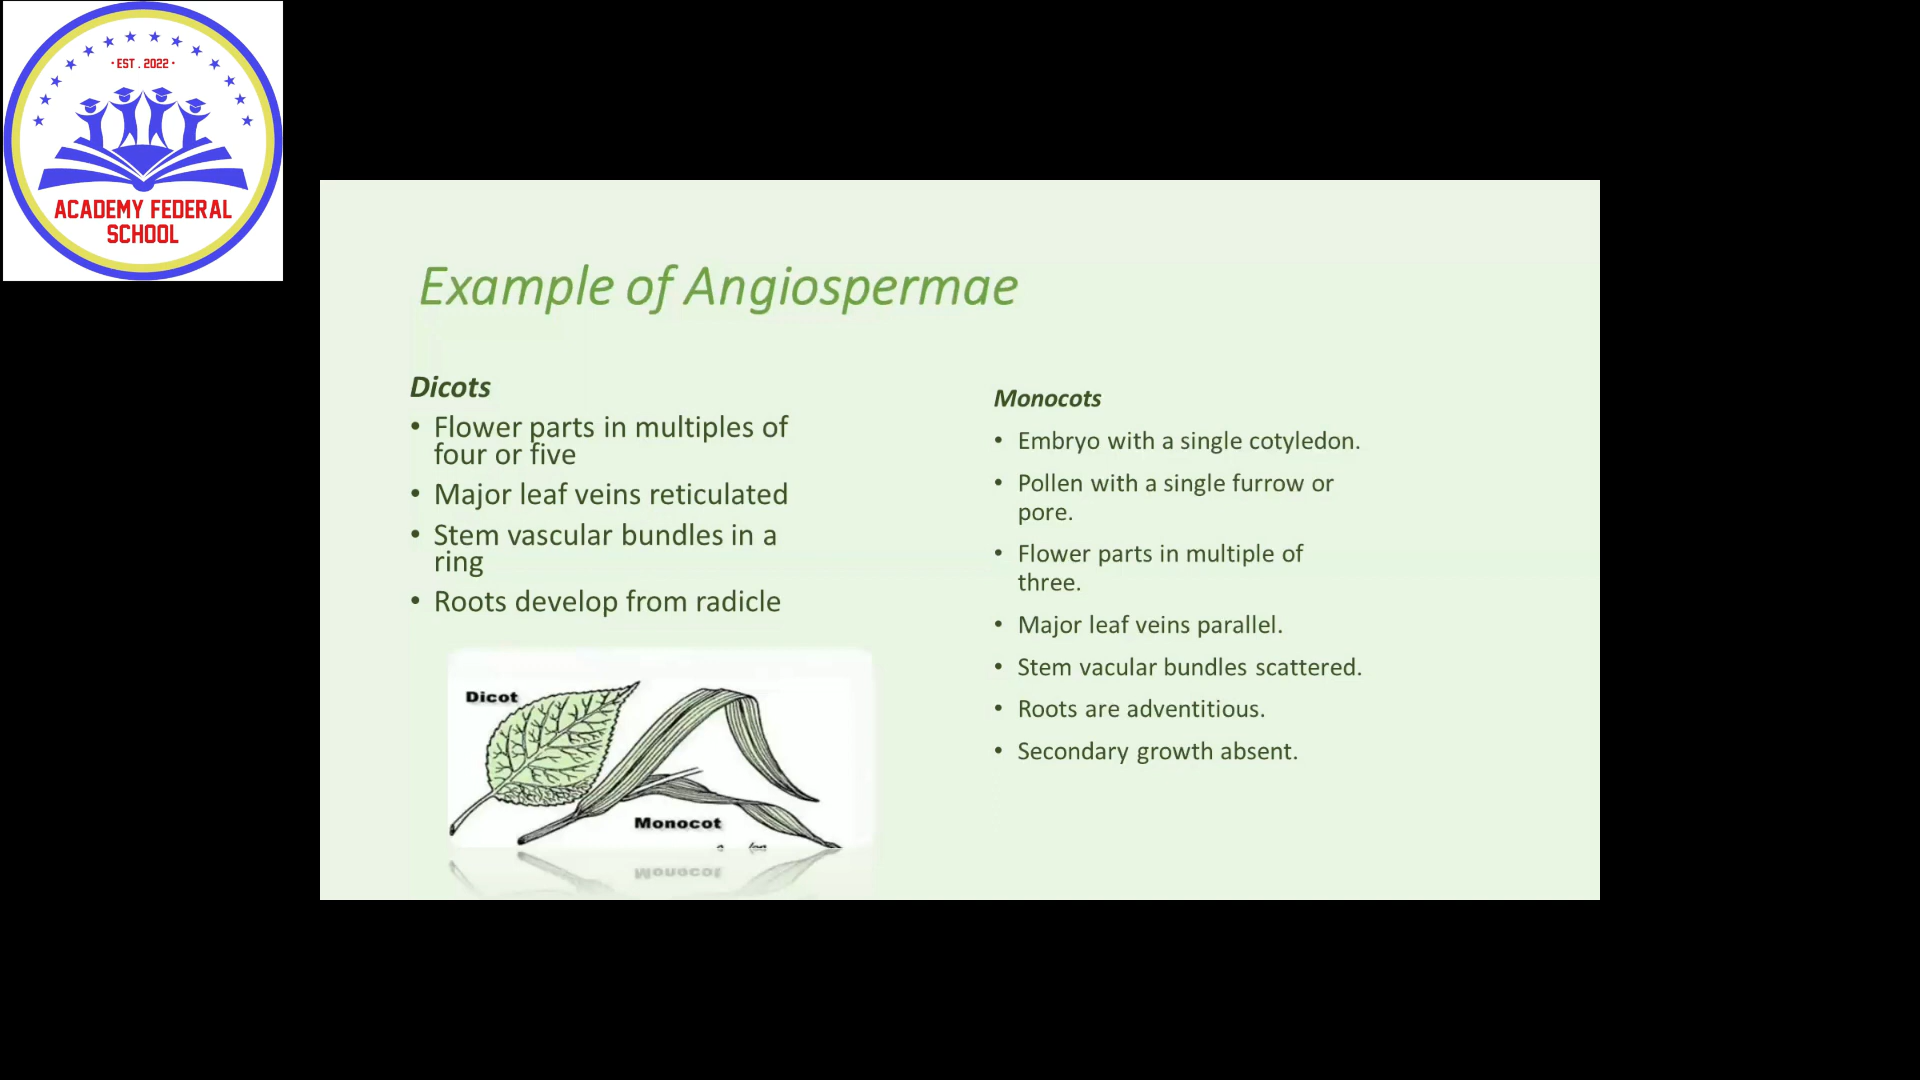 · EST . 2022 ·
ACADEMY FEDERAL
SCHOOL
Example of Angiospermae
Dicots
• Flower parts in multiples of
four or five
• Major leaf veins reticulated
• Stem vascular bundles in a
ring
• Roots develop from radicle
Dicot
Monocot
Monocots
• Embryo with a single cotyledon.
• Pollen with a single furrow or
pore.
• Flower parts in multiple of
three.
• Major leaf veins parallel.
• Stem vacular bundles scattered.
• Roots are adventitious.
• Secondary growth absent.